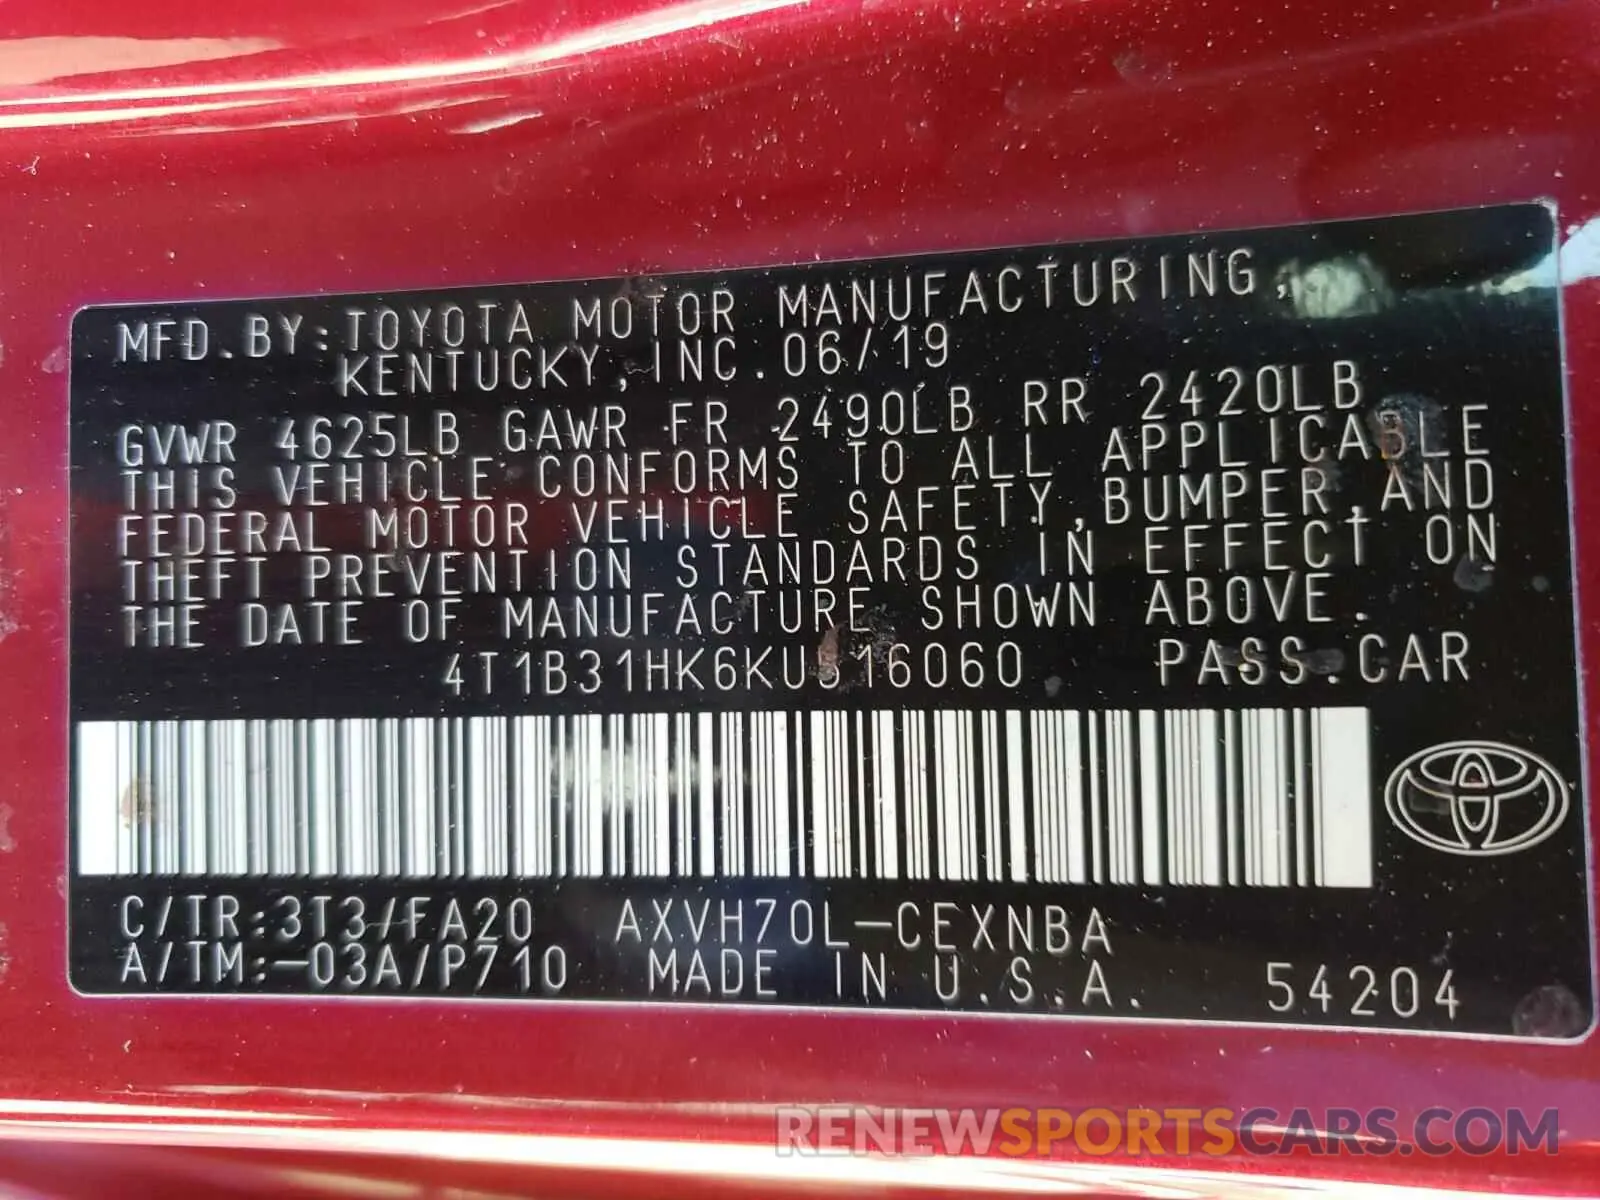 MFD.BY:TOYOTA MOTOR MANUFACTURING,
KENTUCKY, INC. 06/19
GVWR 4625LB GAWR FR 2490LB RR 2420LB
THIS VEHICLE CONFORMS TO ALL APPLICABLE
FEDERAL MOTOR VEHICLE SAFETY,BUMPER,AND
THEFT PREVENTION STANDARDS IN EFFECT ON
THE DATE OF MANUFACTURE SHOWN ABOVE.
4T1B31HK6KU516060 PASS.CAR
C/TR:3T3/FA20 AXVH70L-CEXNBA
A/TM:-03A/P710 MADE IN U.S.A. 54204
RENEWSPORTSCARS.COM